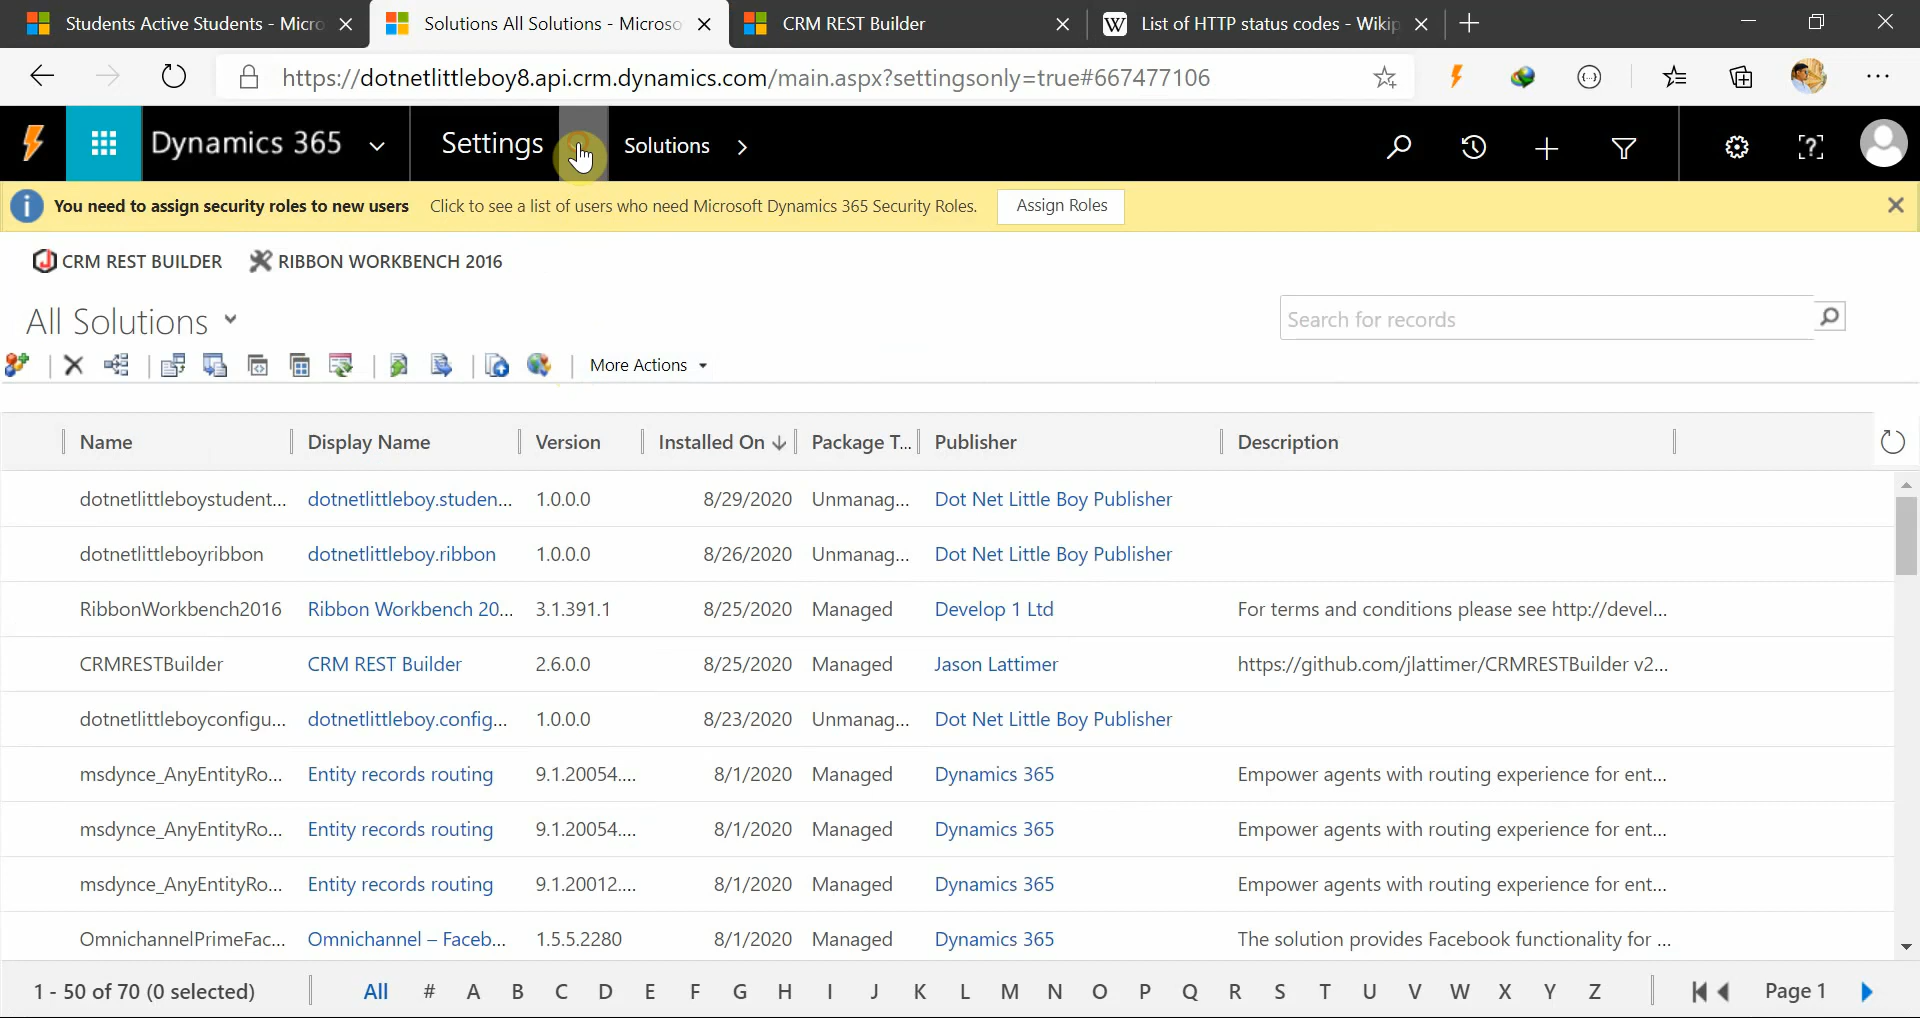 Students Active Students - Micro
Solutions All Solutions - Microso
CRM REST Builder
List of HTTP status codes - Wikip
https://dotnetlittleboy8.api.crm.dynamics.com/main.aspx?settingsonly=true#667477106
Dynamics 365
Settings
Solutions
You need to assign security roles to new users Click to see a list of users who need Microsoft Dynamics 365 Security Roles. Assign Roles
CRM REST BUILDER RIBBON WORKBENCH 2016
All Solutions
Search for records
More Actions
Name Display Name Version Installed On Package T... Publisher Description
dotnetlittleboystudent... dotnetlittleboy.studen... 1.0.0.0 8/29/2020 Unmanag... Dot Net Little Boy Publisher
dotnetlittleboyribbon dotnetlittleboy.ribbon 1.0.0.0 8/26/2020 Unmanag... Dot Net Little Boy Publisher
RibbonWorkbench2016 Ribbon Workbench 20... 3.1.391.1 8/25/2020 Managed Develop 1 Ltd For terms and conditions please see http://devel...
CRMRESTBuilder CRM REST Builder 2.6.0.0 8/25/2020 Managed Jason Lattimer https://github.com/jlattimer/CRMRESTBuilder v2...
dotnetlittleboyconfigu... dotnetlittleboy.config... 1.0.0.0 8/23/2020 Unmanag... Dot Net Little Boy Publisher
msdynce_AnyEntityRo... Entity records routing 9.1.20054.... 8/1/2020 Managed Dynamics 365 Empower agents with routing experience for ent...
msdynce_AnyEntityRo... Entity records routing 9.1.20054.... 8/1/2020 Managed Dynamics 365 Empower agents with routing experience for ent...
msdynce_AnyEntityRo... Entity records routing 9.1.20012.... 8/1/2020 Managed Dynamics 365 Empower agents with routing experience for ent...
OmnichannelPrimeFac... Omnichannel – Faceb... 1.5.5.2280 8/1/2020 Managed Dynamics 365 The solution provides Facebook functionality for ...
1 - 50 of 70 (0 selected) All # A B C D E F G H I J K L M N O P Q R S T U V W X Y Z Page 1